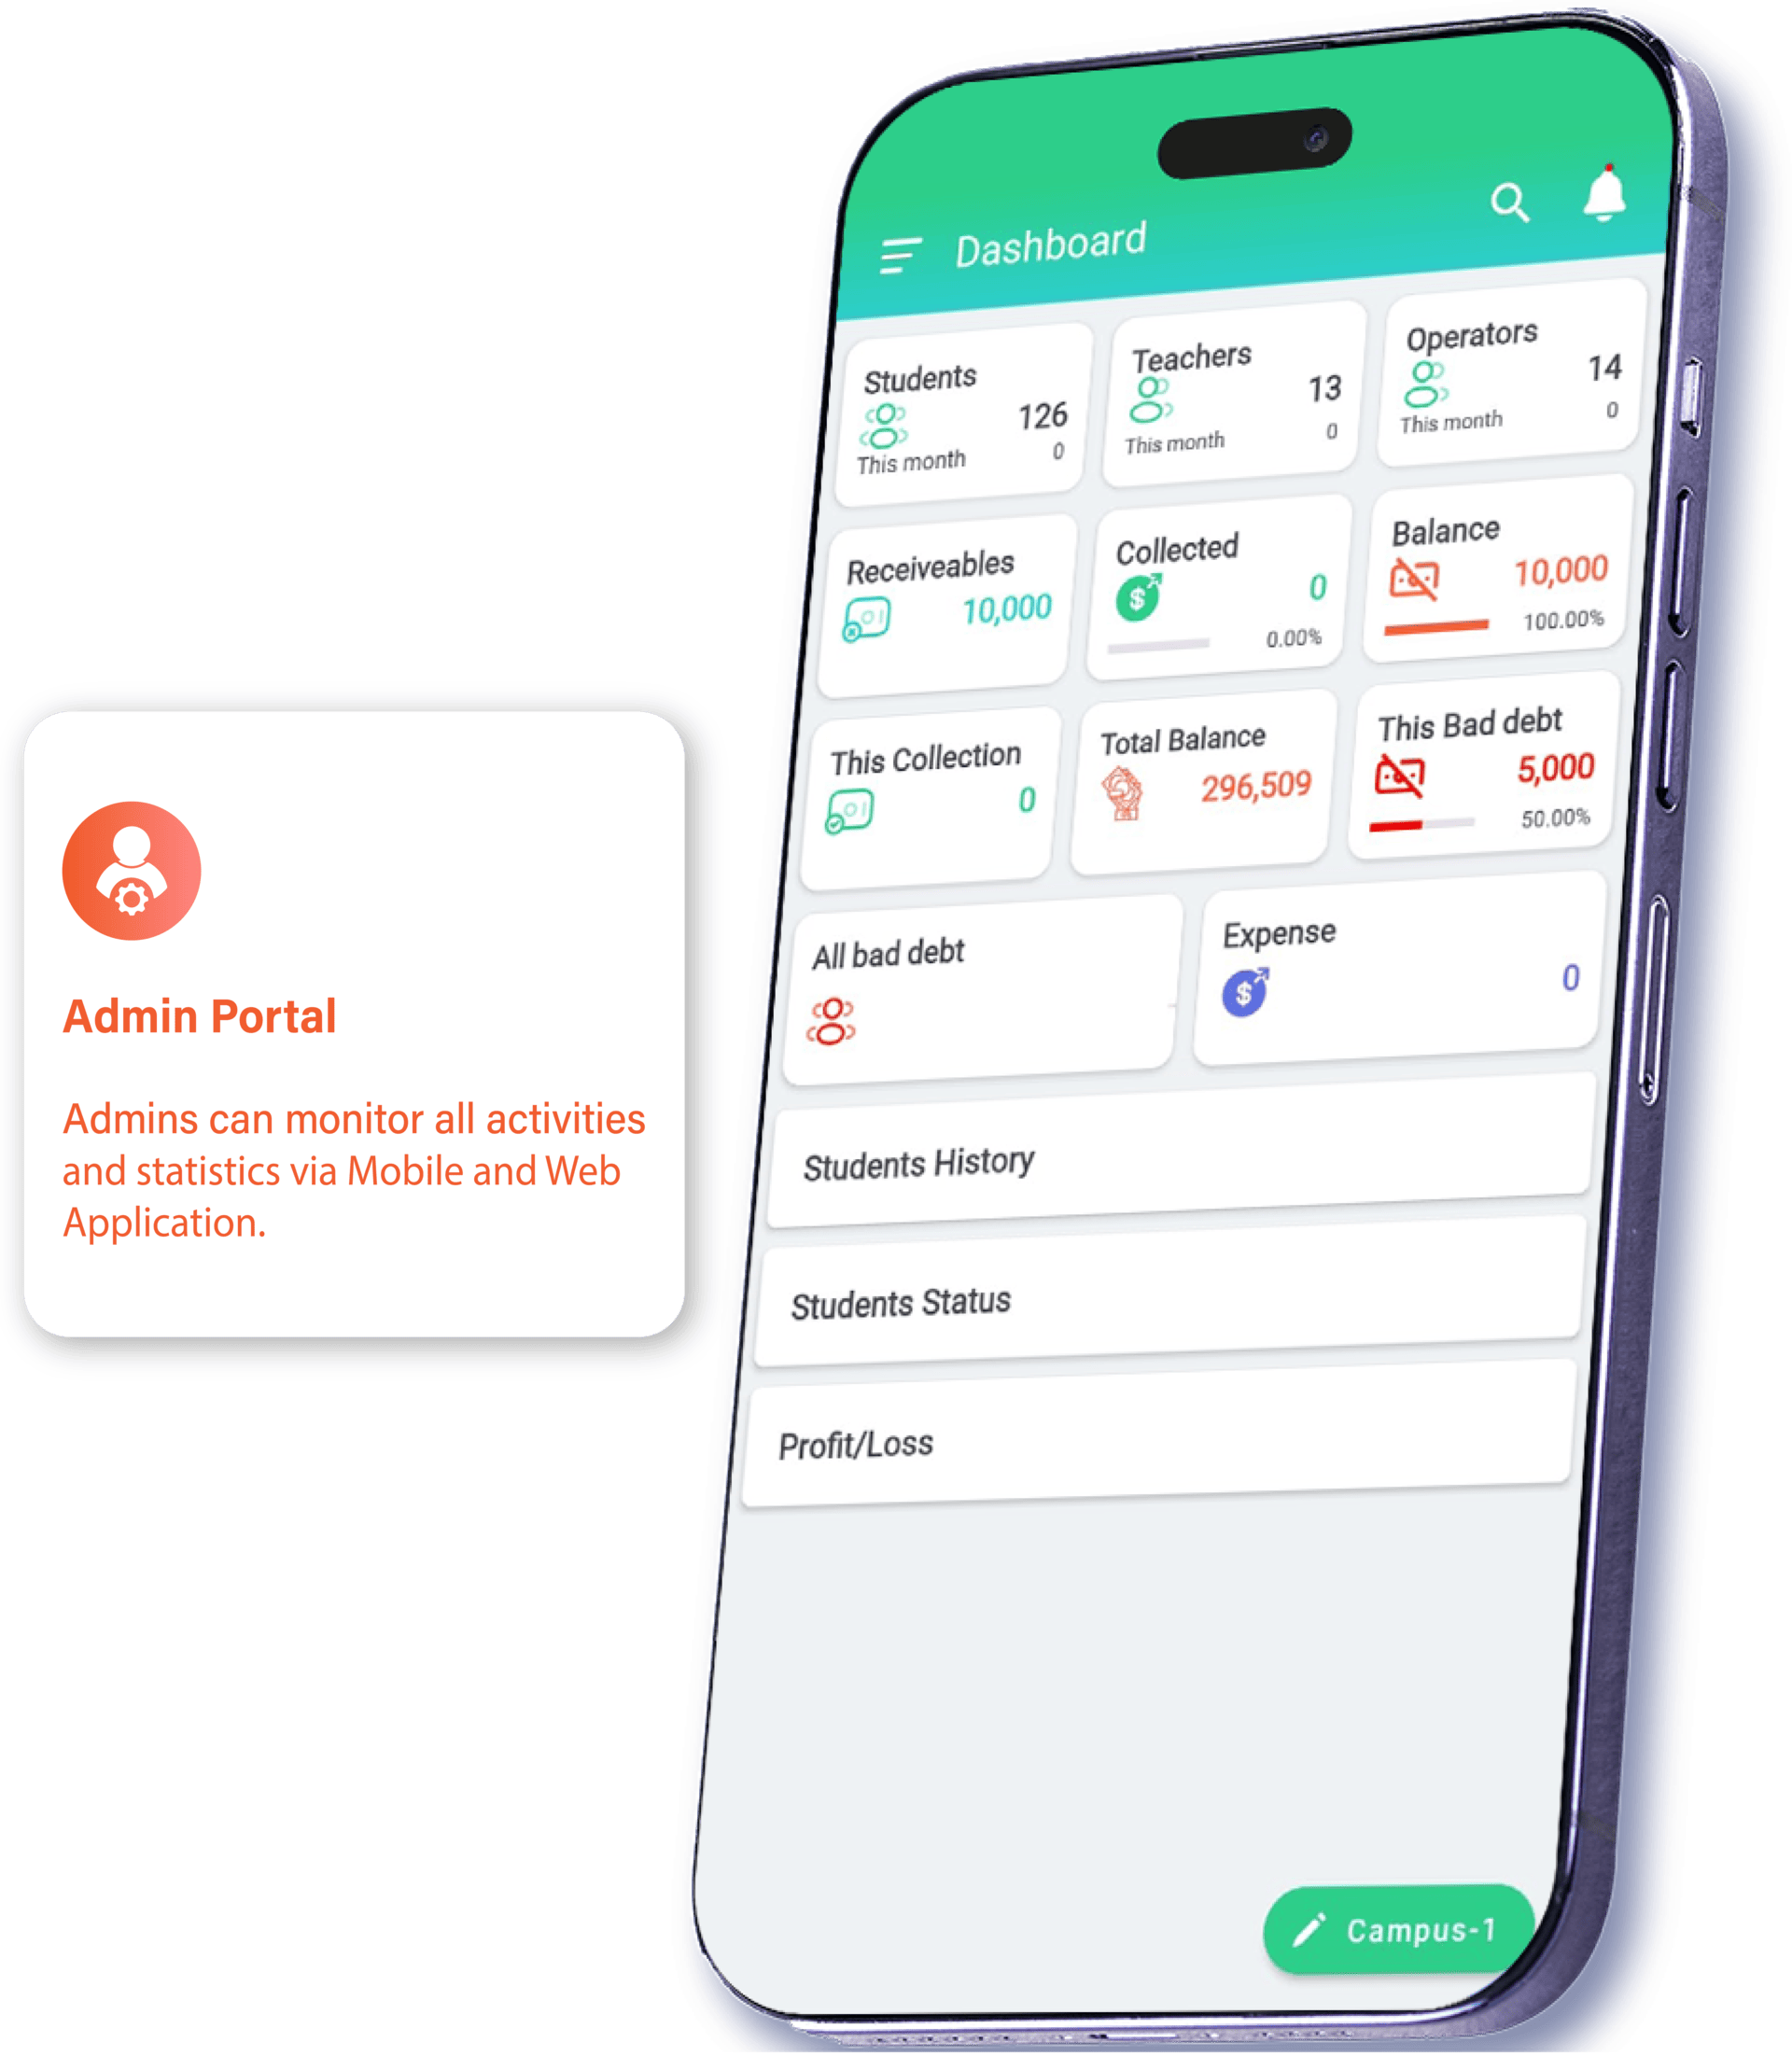 Dashboard
Students
126
This month
0
Teachers
13
This month
0
Operators
14
This month
0
Receiveables
10,000
Collected
0
0.00%
Balance
10,000
100.00%
This Collection
0
Total Balance
296,509
This Bad debt
5,000
50.00%
All bad debt
Expense
0
Students History
Students Status
Profit/Loss
Campus-1
Admin Portal
Admins can monitor all activities
and statistics via Mobile and Web
Application.